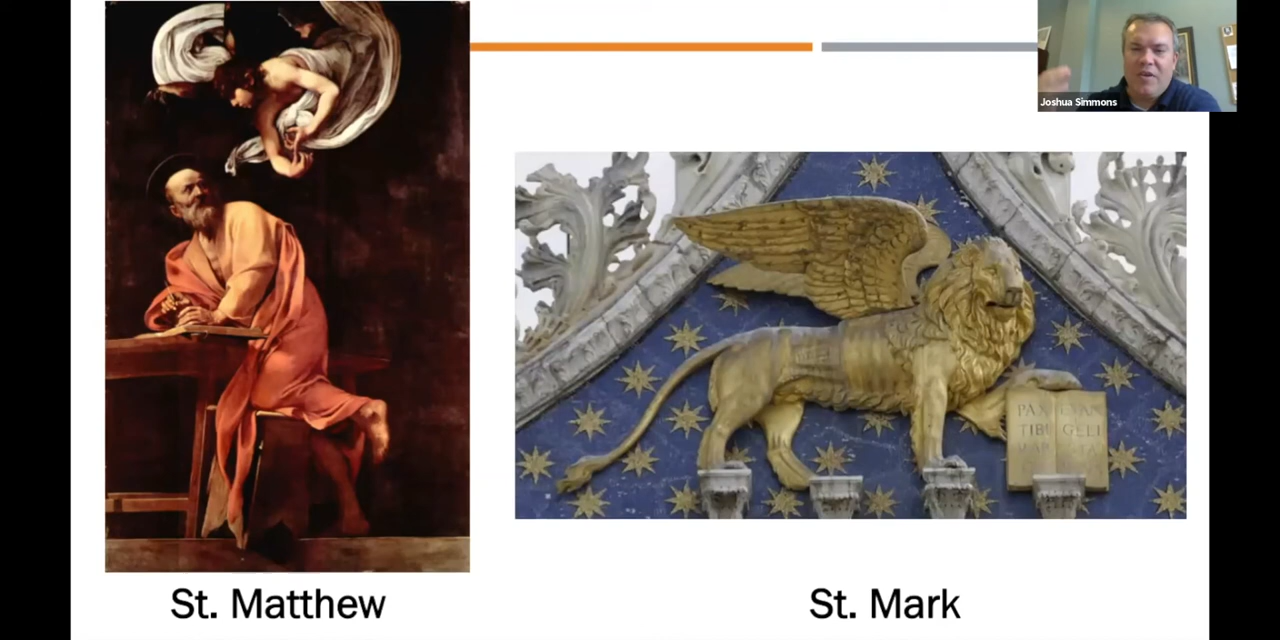 Joshua Simmons
PAX EVAN
TIBI GELI
St. Matthew
St. Mark